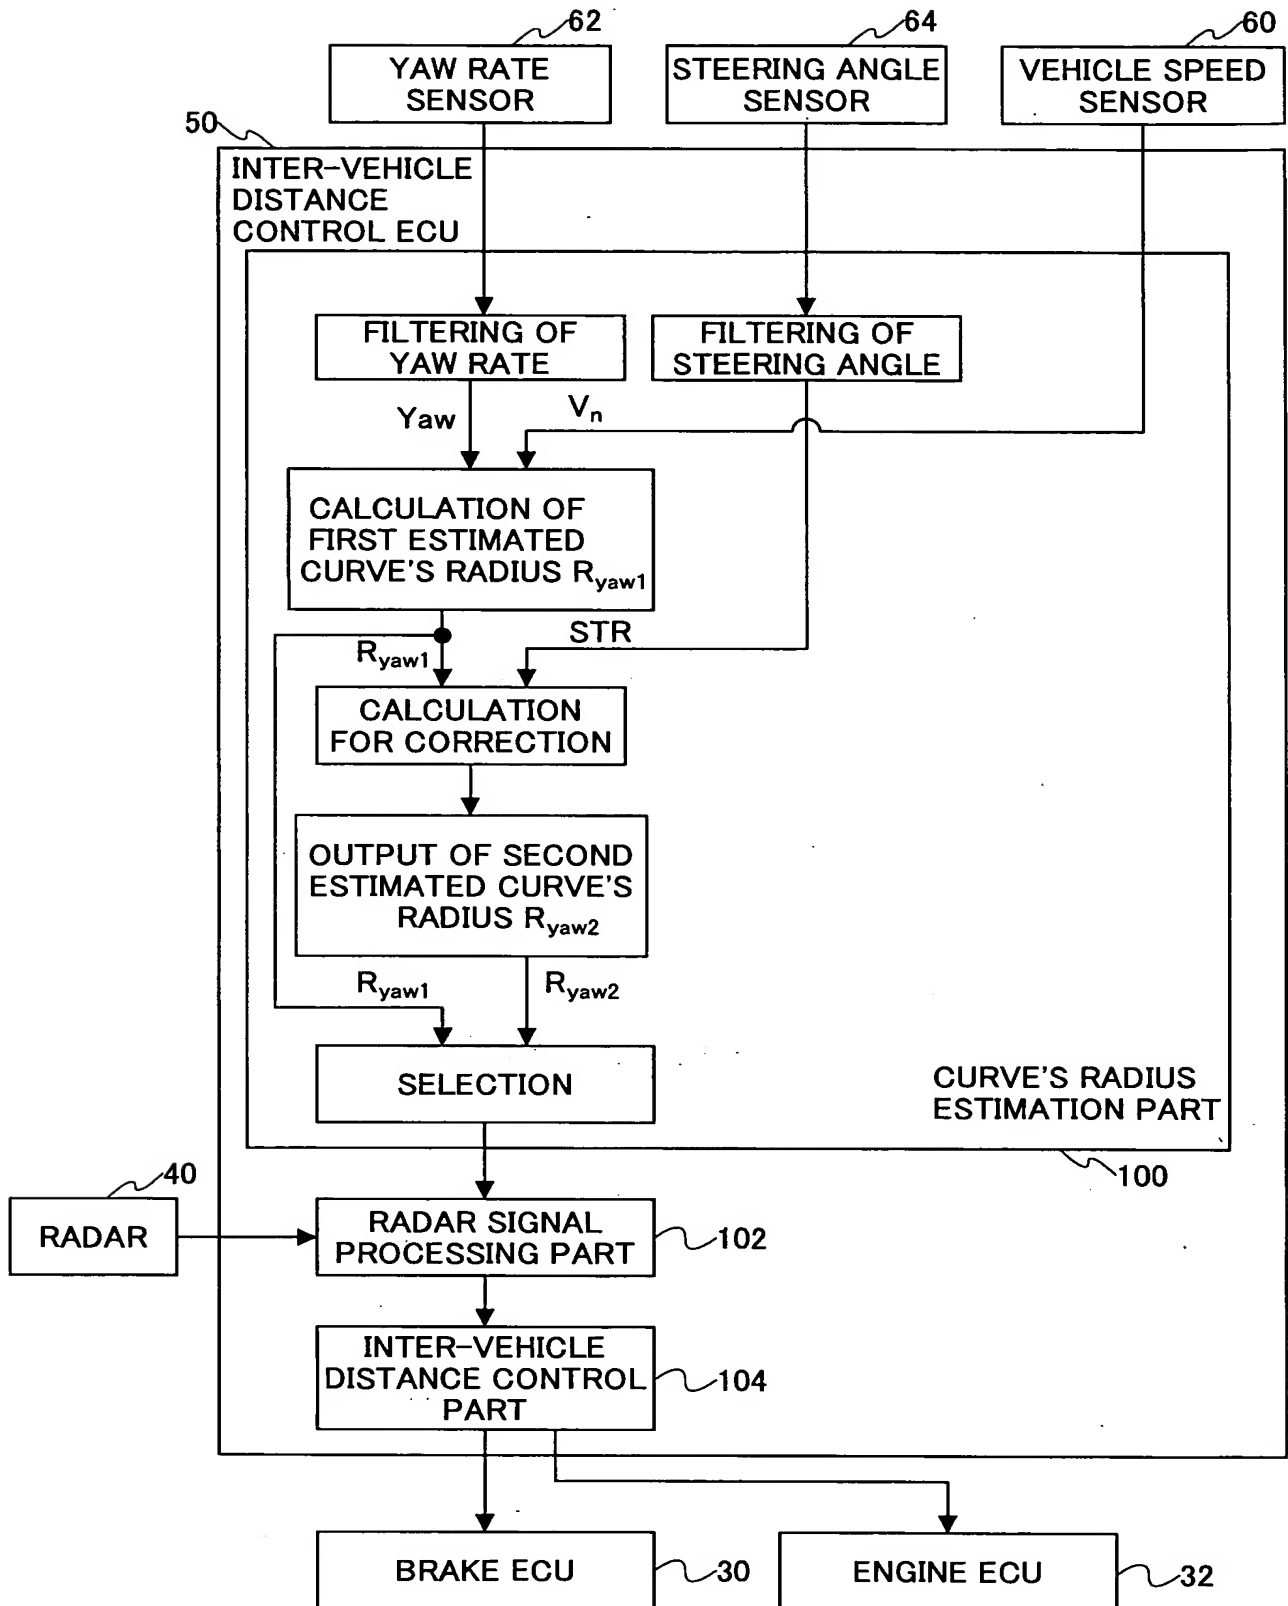 62
64
60
YAW RATE
SENSOR
STEERING ANGLE
SENSOR
VEHICLE SPEED
SENSOR
50
INTER-VEHICLE
DISTANCE
CONTROL ECU
FILTERING OF
YAW RATE
FILTERING OF
STEERING ANGLE
Yaw
Vn
CALCULATION OF
FIRST ESTIMATED
CURVE'S RADIUS Ryaw1
Ryaw1
STR
CALCULATION
FOR CORRECTION
OUTPUT OF SECOND
ESTIMATED CURVE'S
RADIUS Ryaw2
Ryaw1
Ryaw2
SELECTION
CURVE'S RADIUS
ESTIMATION PART
100
40
RADAR
RADAR SIGNAL
PROCESSING PART
102
INTER-VEHICLE
DISTANCE CONTROL
PART
104
BRAKE ECU
30
ENGINE ECU
32